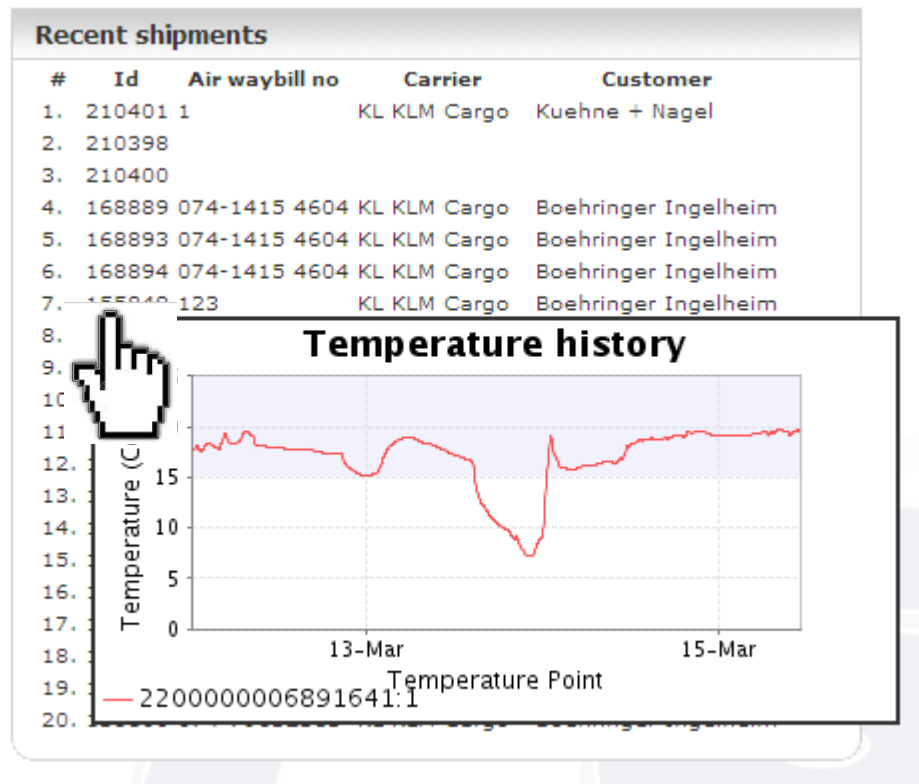 Recent shipments
# Id Air waybill no Carrier Customer
1. 210401 1 KL KLM Cargo Kuehne + Nagel
2. 210398
3. 210400
4. 168889 074-1415 4604 KL KLM Cargo Boehringer Ingelheim
5. 168893 074-1415 4604 KL KLM Cargo Boehringer Ingelheim
6. 168894 074-1415 4604 KL KLM Cargo Boehringer Ingelheim
7. 123 KL KLM Cargo Boehringer Ingelheim
8.
Temperature history
9.
10
11
12.
13.
14.
15.
16.
17.
18.
19.
20.
Temperature (C
15
10
5
0
13-Mar 15-Mar
Temperature Point
2200000006891641:1